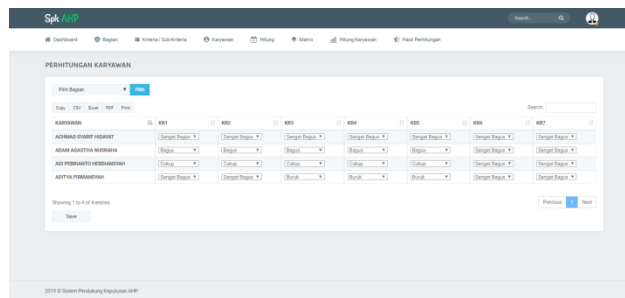 Spk AHP Search...
Dashboard Bagian Kriteria | SubKriteria Karyawan Hitung Matrix Hitung Karyawan Hasil Perhitungan
PERHITUNGAN KARYAWAN
Pilih Bagian Pilih
Copy CSV Excel PDF Print Search:
KARYAWAN KR1 KR2 KR3 KR4 KR5 KR6 KR7
ACHMAD SYARIF HIDAYAT Sangat Bagus Sangat Bagus Sangat Bagus Sangat Bagus Sangat Bagus Sangat Bagus Sangat Bagus
ADAM AGASTHA NUGRAHA Bagus Bagus Bagus Bagus Bagus Sangat Bagus Sangat Bagus
ADI FEBRIANTO HERDIANSYAH Cukup Cukup Cukup Cukup Cukup Sangat Bagus Sangat Bagus
ADITYA FIRMANSYAH Sangat Bagus Sangat Bagus Buruk Buruk Buruk Sangat Bagus Sangat Bagus
Showing 1 to 4 of 4 entries Previous 1 Next
Save
2019 © Sistem Pendukung Keputusan AHP.